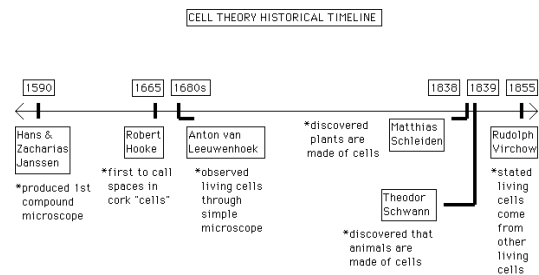 CELL THEORY HISTORICAL TIMELINE
1590
1665
1680s
1838
1839
1855
Hans &
Zacharias
Janssen
*produced 1st
compound
microscope
Robert
Hooke
*first to call
spaces in
cork "cells"
Anton van
Leeuwenhoek
*observed
living cells
through
simple
microscope
*discovered
plants are
made of cells
Matthias
Schleiden
Theodor
Schwann
*discovered that
animals are
made of cells
Rudolph
Virchow
*stated
living
cells
come
from
other
living
cells